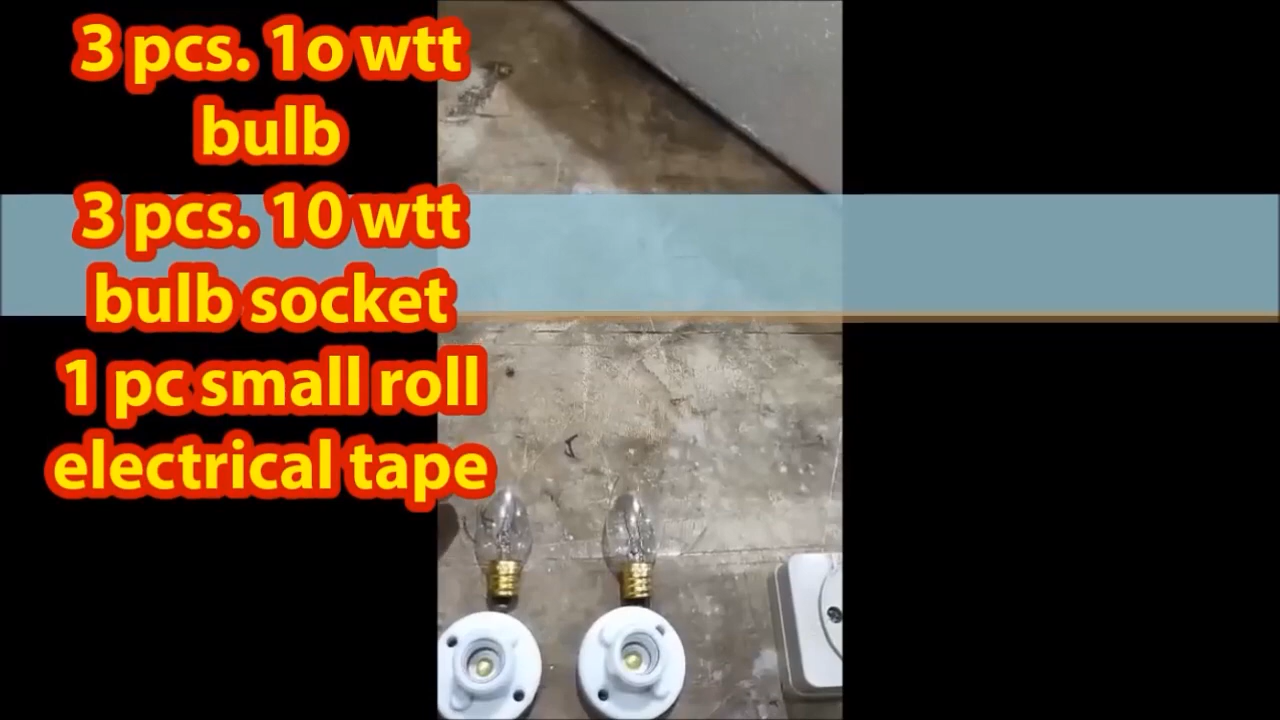 3 pcs. 1o wtt
bulb
3 pcs. 10 wtt
bulb socket
1 pc small roll
electrical tape